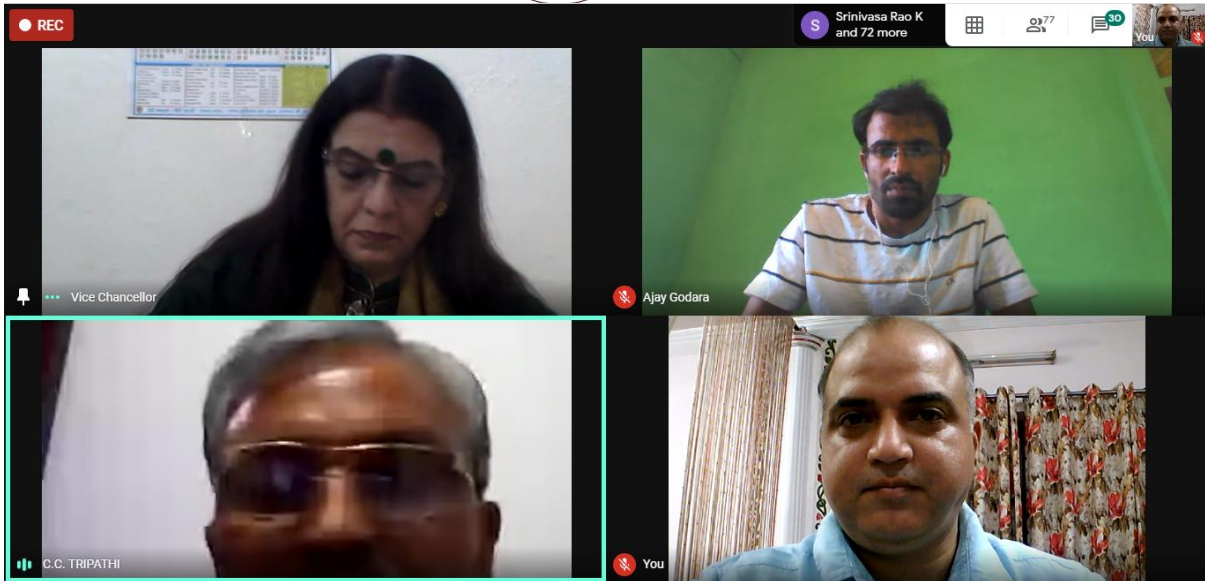 REC
S
Srinivasa Rao K
and 72 more
77
30
You
Vice Chancellor
Ajay Godara
C.C. TRIPATHI
You